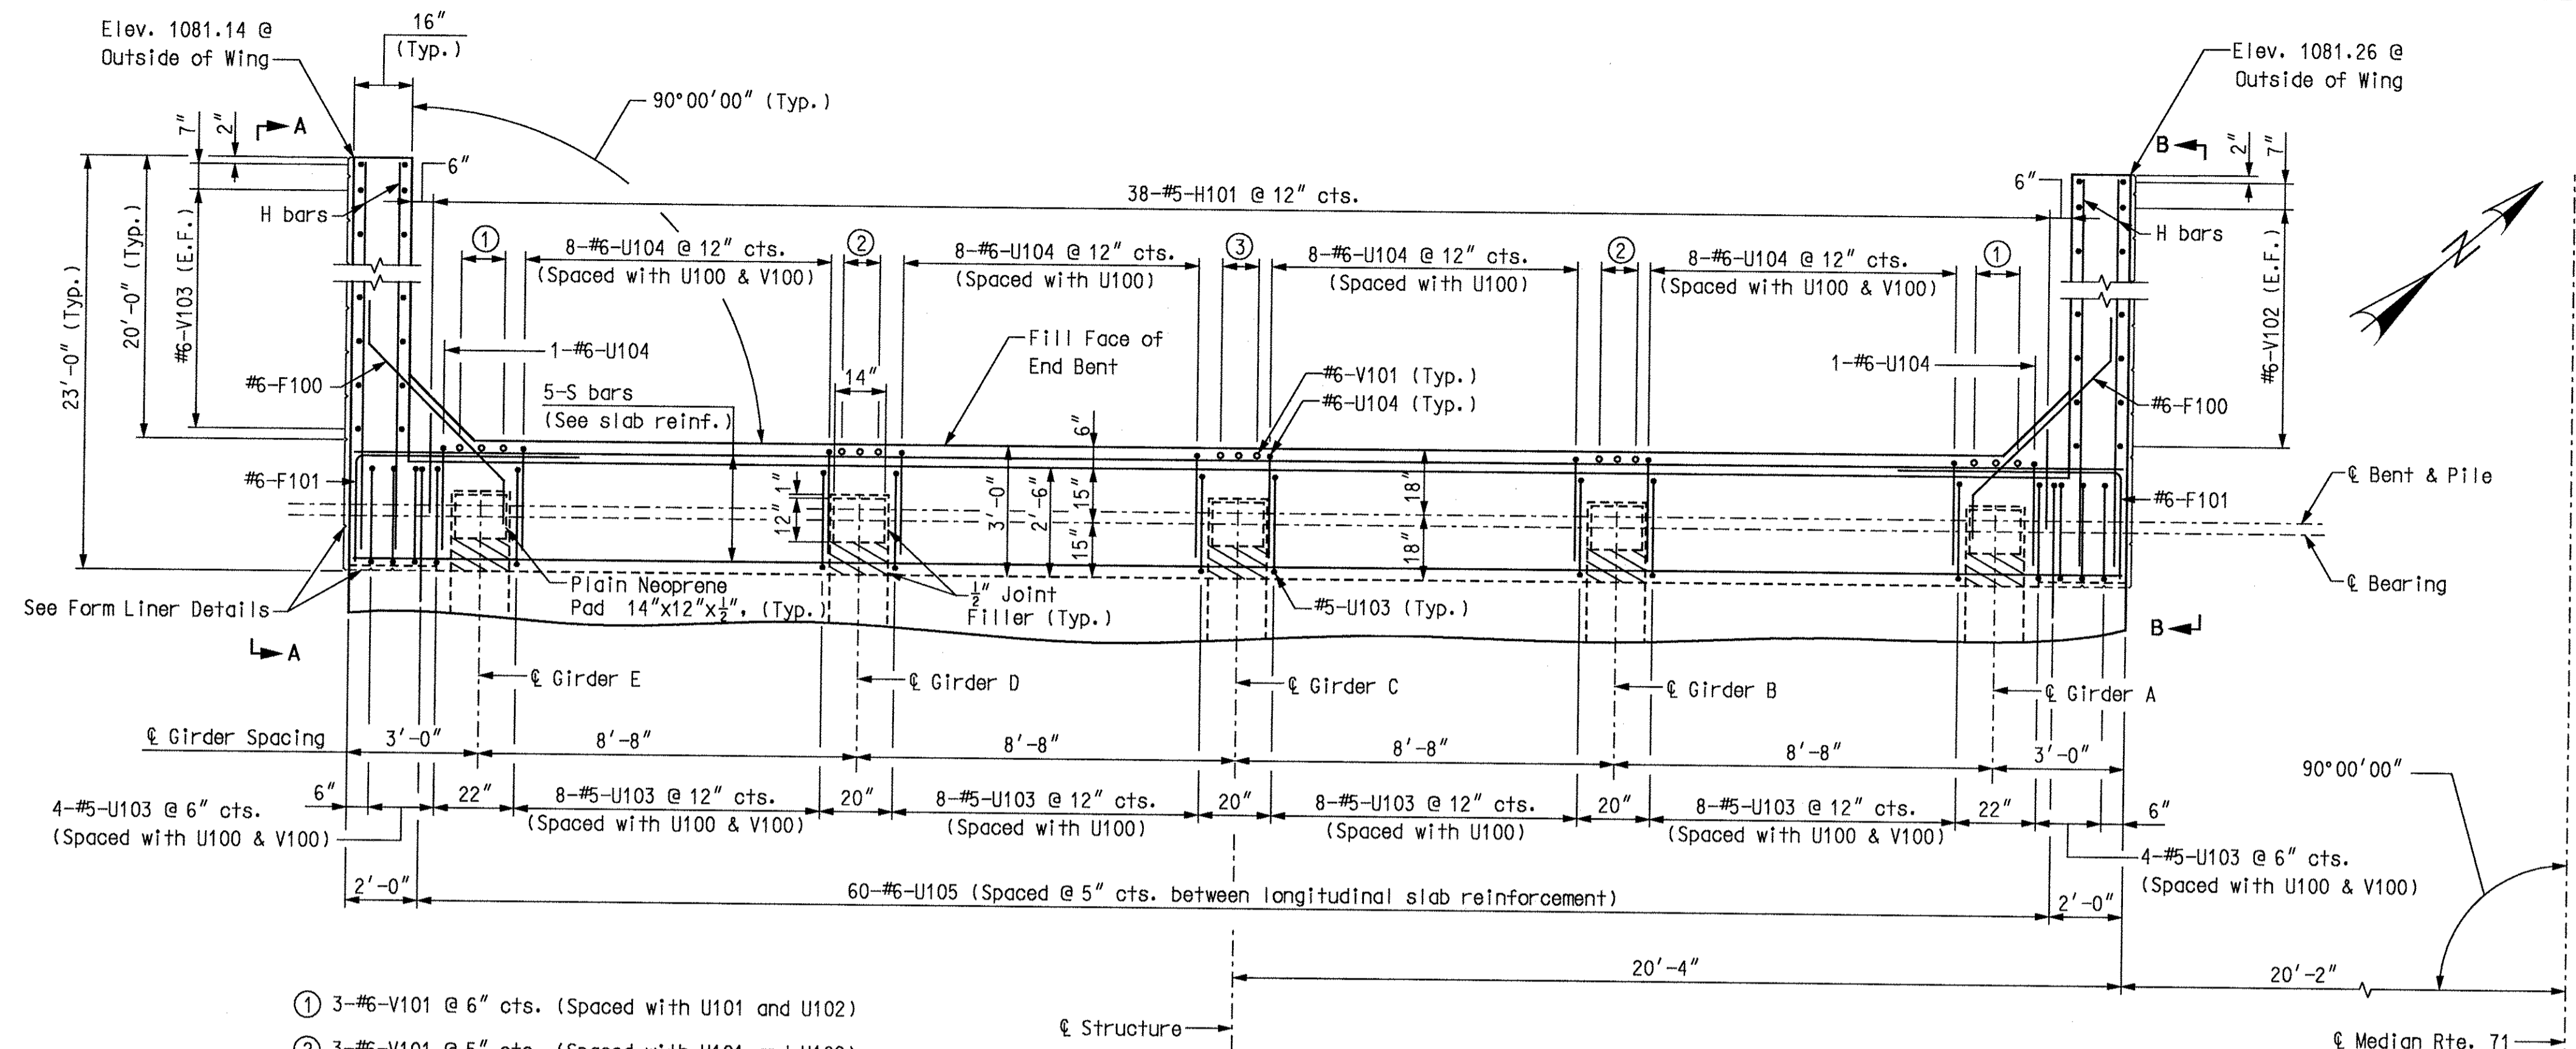 Elev. 1081.14 @
Outside of Wing
16"
(Typ.)
90°00'00" (Typ.)
Elev. 1081.26 @
Outside of Wing
7"
2"
A
6"
H bars
38-#5-H101 @ 12" cts.
6"
B
2"
7"
H bars
23'-0" (Typ.)
20'-0" (Typ.)
#6-V103 (E.F.)
#6-V102 (E.F.)
N
1
8-#6-U104 @ 12" cts.
(Spaced with U100 & V100)
2
8-#6-U104 @ 12" cts.
(Spaced with U100)
3
8-#6-U104 @ 12" cts.
(Spaced with U100)
2
8-#6-U104 @ 12" cts.
(Spaced with U100 & V100)
1
1-#6-U104
Fill Face of
End Bent
1-#6-U104
#6-F100
14"
5-S bars
(See slab reinf.)
#6-V101 (Typ.)
#6-U104 (Typ.)
6"
#6-F100
#6-F101
1"
12"
3'-0"
2'-6"
15"
15"
18"
18"
#6-F101
℄ Bent & Pile
℄ Bearing
See Form Liner Details
Plain Neoprene
Pad 14"x12"x½", (Typ.)
½" Joint
Filler (Typ.)
#5-U103 (Typ.)
A
B
℄ Girder E
℄ Girder D
℄ Girder C
℄ Girder B
℄ Girder A
℄ Girder Spacing
3'-0"
8'-8"
8'-8"
8'-8"
8'-8"
3'-0"
90°00'00"
6"
4-#5-U103 @ 6" cts.
(Spaced with U100 & V100)
22"
8-#5-U103 @ 12" cts.
(Spaced with U100 & V100)
20"
8-#5-U103 @ 12" cts.
(Spaced with U100)
20"
8-#5-U103 @ 12" cts.
(Spaced with U100)
20"
8-#5-U103 @ 12" cts.
(Spaced with U100 & V100)
22"
6"
4-#5-U103 @ 6" cts.
(Spaced with U100 & V100)
2'-0"
60-#6-U105 (Spaced @ 5" cts. between longitudinal slab reinforcement)
2'-0"
20'-4"
20'-2"
1 3-#6-V101 @ 6" cts. (Spaced with U101 and U102)
℄ Structure
℄ Median Rte. 71